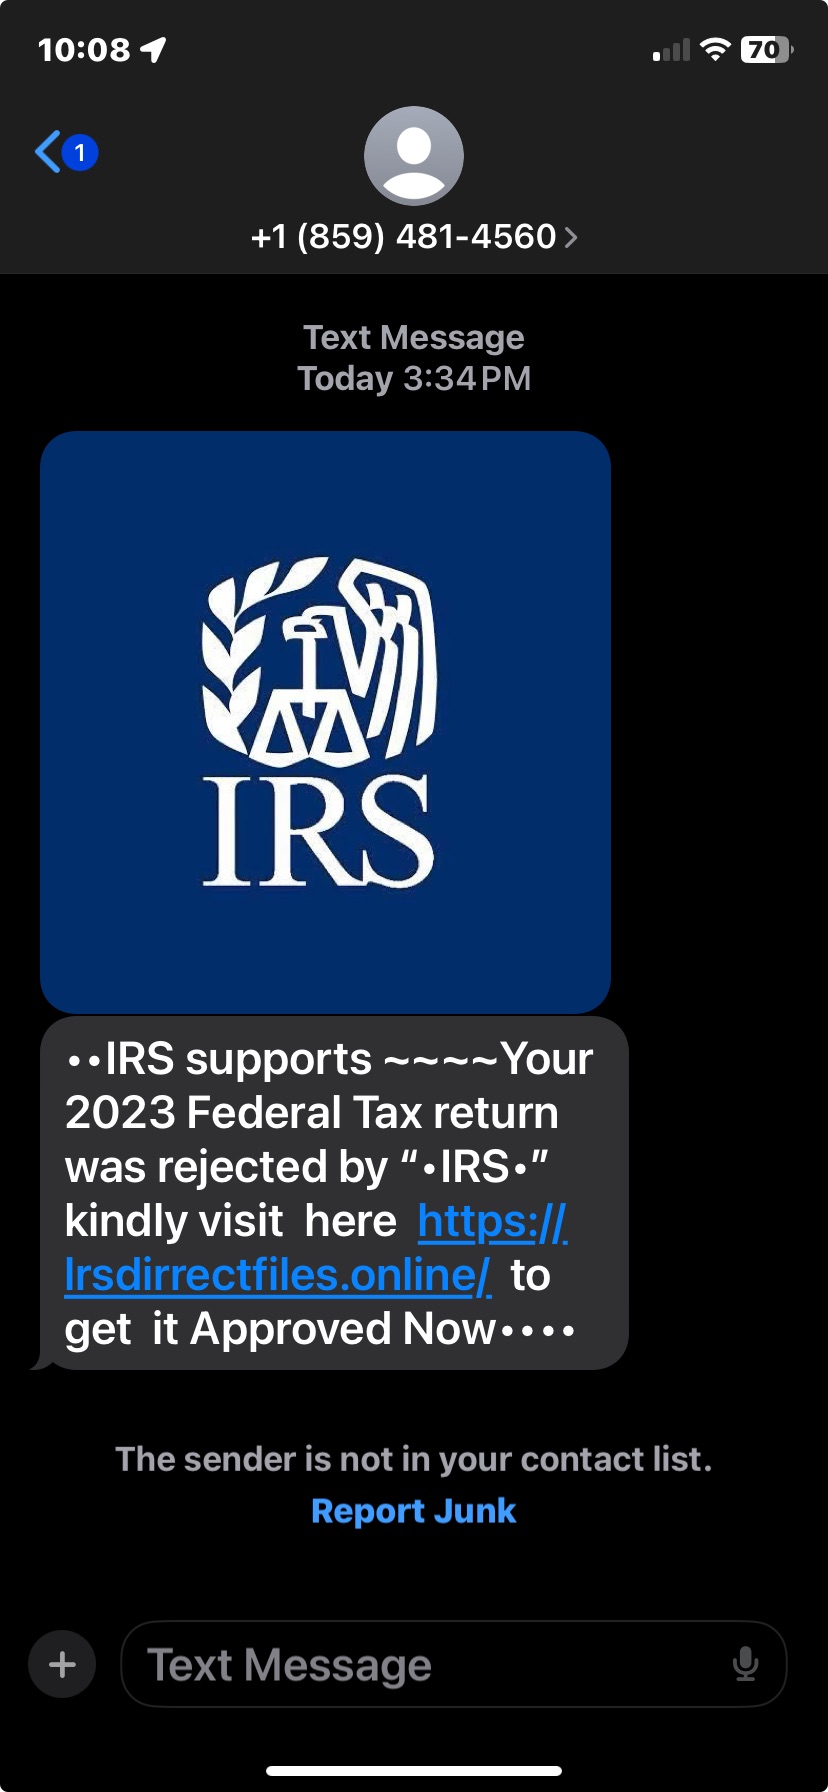 10:08
70
1
+1 (859) 481-4560
Text Message
Today 3:34 PM
IRS
••IRS supports ~~~~Your
2023 Federal Tax return
was rejected by “•IRS•”
kindly visit  here  https://
lrsdirrectfiles.online/  to
get  it Approved Now••••
The sender is not in your contact list.
Report Junk
Text Message